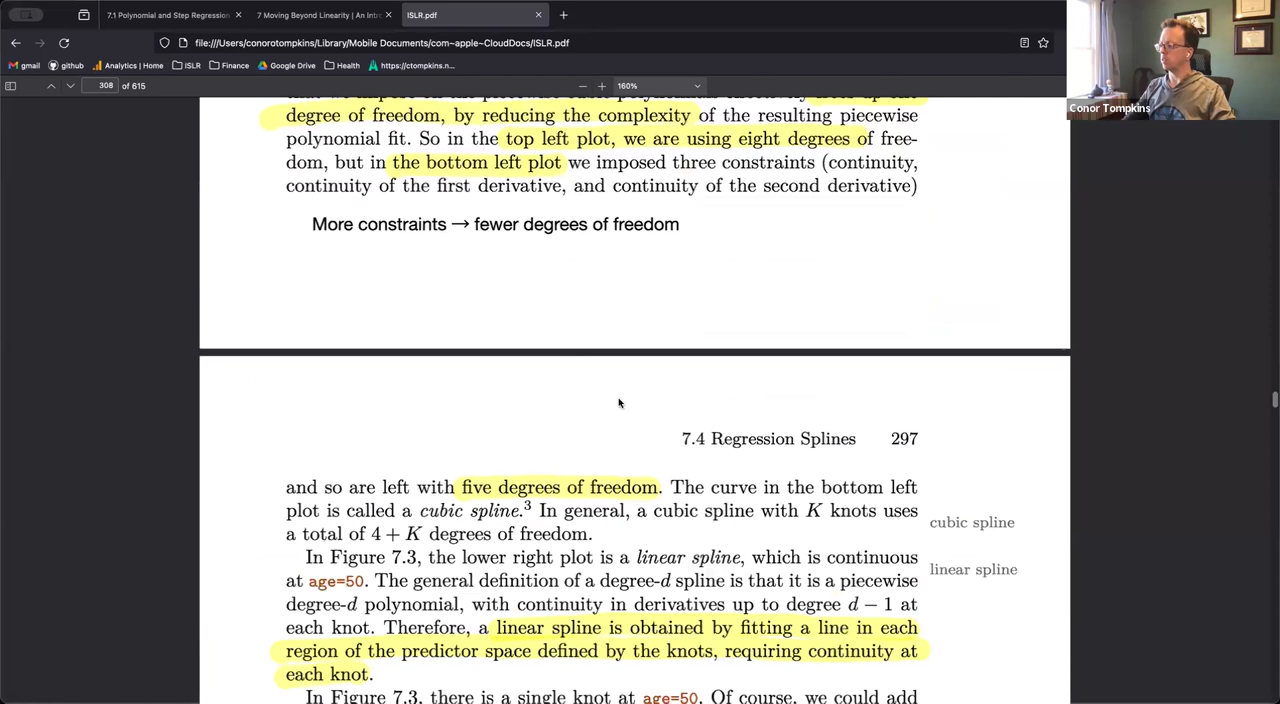 7.1 Polynomial and Step Regression
7 Moving Beyond Linearity | An Intr
ISLR.pdf
file:///Users/conorotompkins/Library/Mobile Documents/com~apple~CloudDocs/ISLR.pdf
gmail
github
Analytics | Home
ISLR
Finance
Google Drive
Health
https://ctompkins.n...
308 of 615
160%
Conor Tompkins
degree of freedom, by reducing the complexity of the resulting piecewise
polynomial fit. So in the top left plot, we are using eight degrees of free-
dom, but in the bottom left plot we imposed three constraints (continuity,
continuity of the first derivative, and continuity of the second derivative)
More constraints → fewer degrees of freedom
7.4 Regression Splines 297
and so are left with five degrees of freedom. The curve in the bottom left
plot is called a cubic spline.³ In general, a cubic spline with K knots uses
a total of 4 + K degrees of freedom.
cubic spline
In Figure 7.3, the lower right plot is a linear spline, which is continuous
at age=50. The general definition of a degree-d spline is that it is a piecewise
linear spline
degree-d polynomial, with continuity in derivatives up to degree d − 1 at
each knot. Therefore, a linear spline is obtained by fitting a line in each
region of the predictor space defined by the knots, requiring continuity at
each knot.
In Figure 7.3, there is a single knot at age=50. Of course, we could add